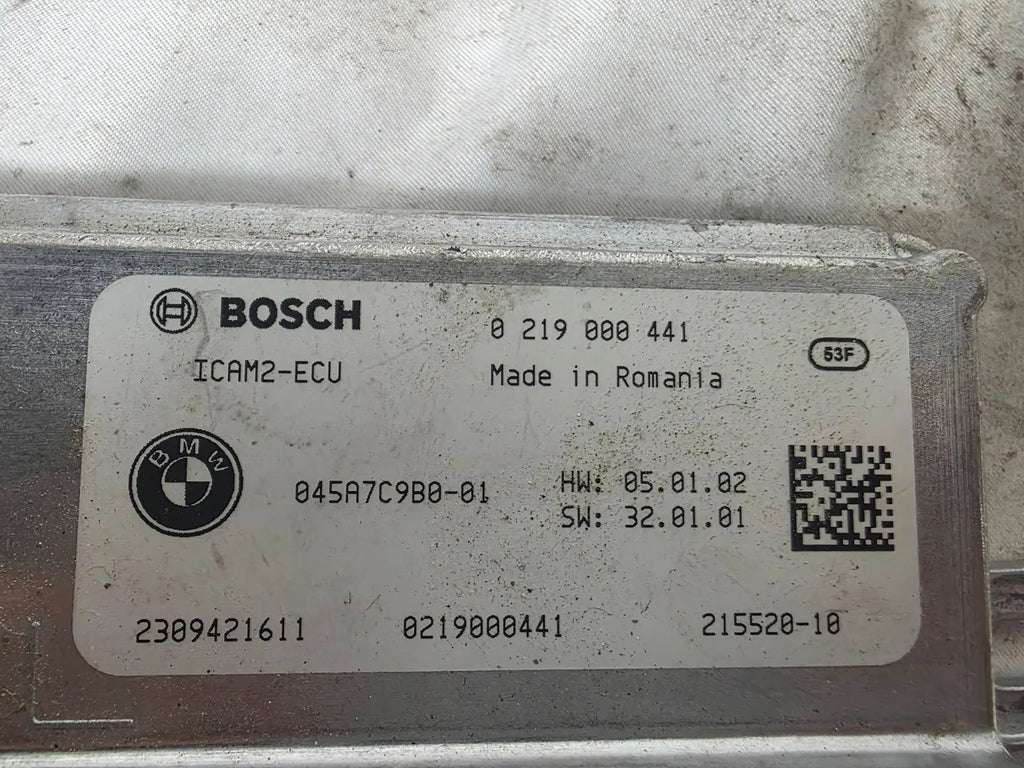 BOSCH
0 219 000 441
53F
ICAM2-ECU
Made in Romania
BMW
045A7C9B0-01
HW: 05.01.02
SW: 32.01.01
2309421611
0219000441
215520-10